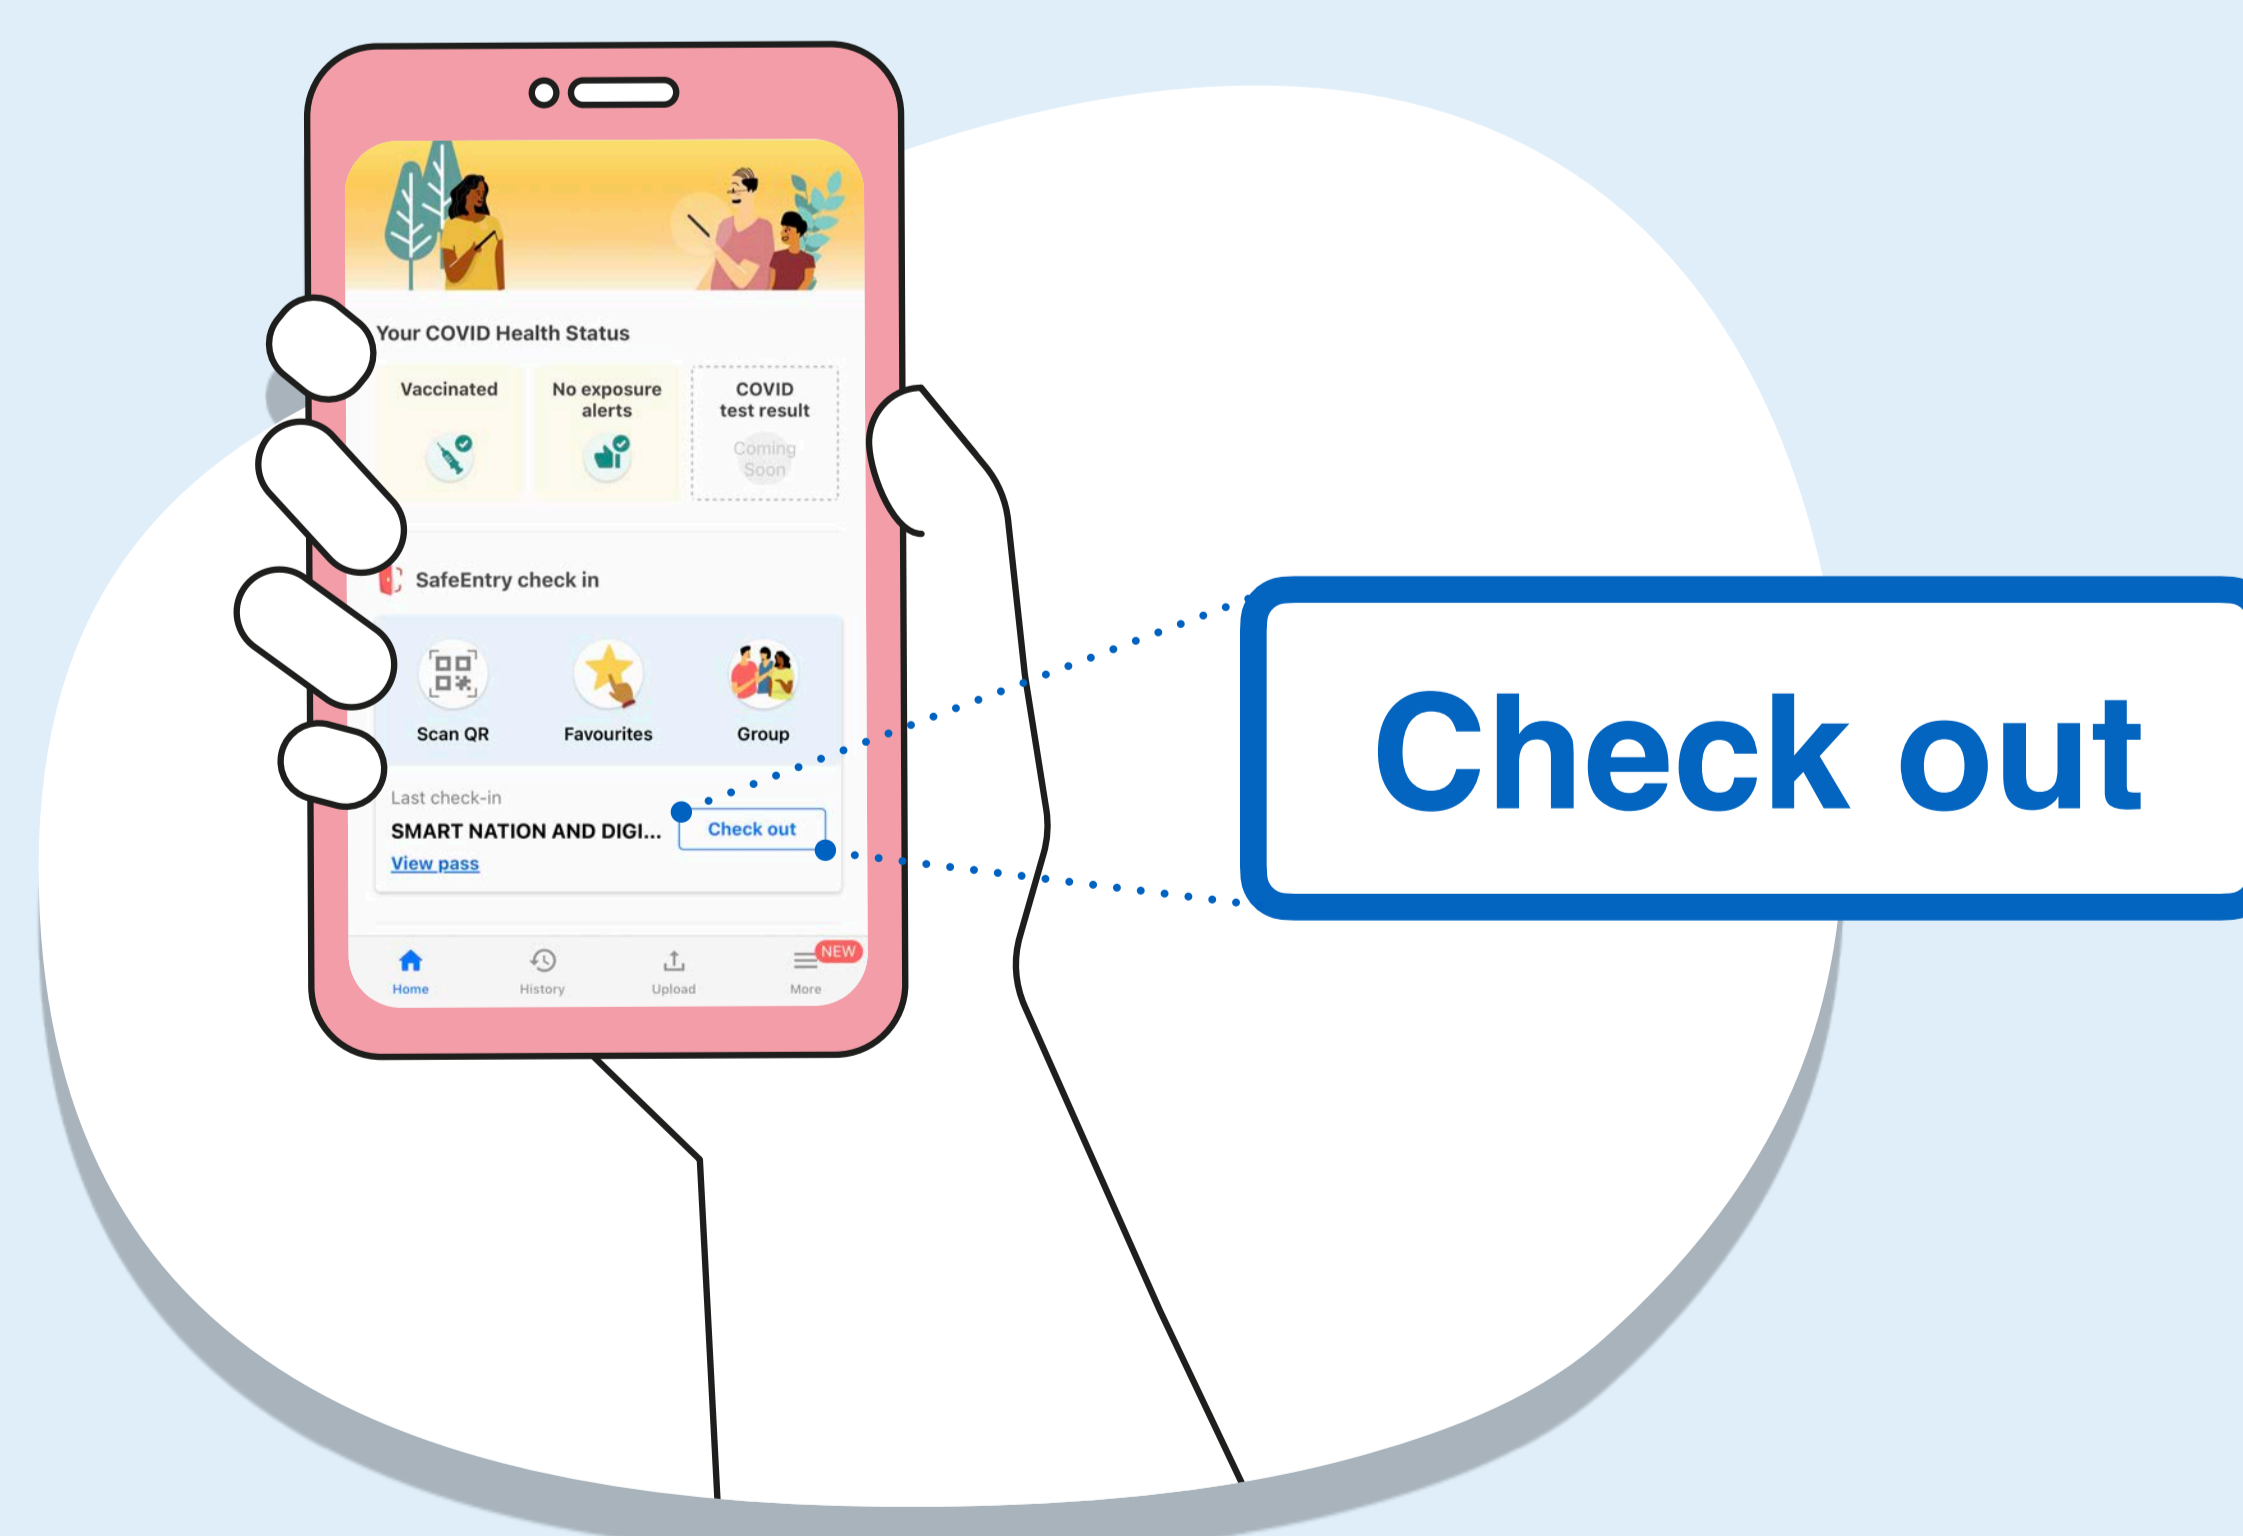 Your COVID Health Status
Vaccinated
No exposure
alerts
COVID
test result
Coming
Soon
SafeEntry check in
Scan QR
Favourites
Group
Last check-in
SMART NATION AND DIGI...
Check out
View pass
Home
History
Upload
More
NEW
Check out